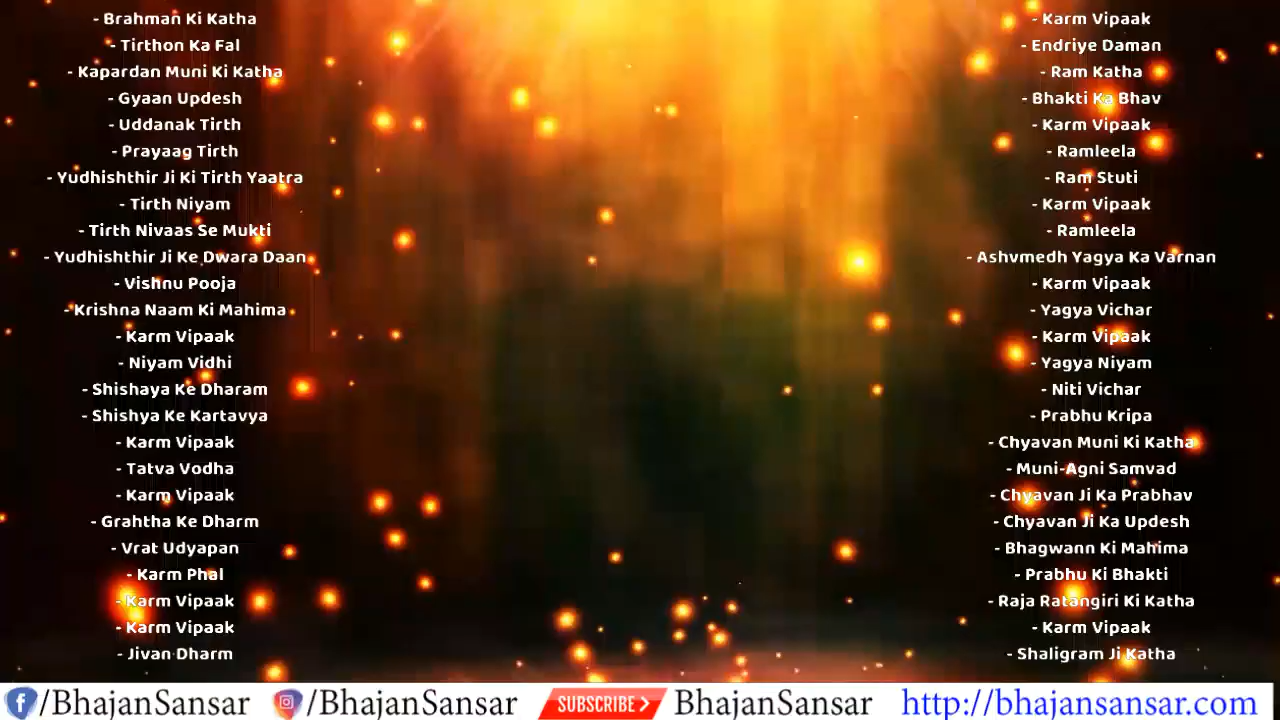 - Brahman Ki Katha
- Tirthon Ka Fal
- Kapardan Muni Ki Katha
- Gyaan Updesh
- Uddanak Tirth
- Prayaag Tirth
- Yudhishthir Ji Ki Tirth Yaatra
- Tirth Niyam
- Tirth Nivaas Se Mukti
- Yudhishthir Ji Ke Dwara Daan
- Vishnu Pooja
- Krishna Naam Ki Mahima
- Karm Vipaak
- Niyam Vidhi
- Shishaya Ke Dharam
- Shishya Ke Kartavya
- Karm Vipaak
- Tatva Vodha
- Karm Vipaak
- Grahtha Ke Dharm
- Vrat Udyapan
- Karm Phal
- Karm Vipaak
- Karm Vipaak
- Jivan Dharm
- Karm Vipaak
- Endriye Daman
- Ram Katha
- Bhakti Ka Bhav
- Karm Vipaak
- Ramleela
- Ram Stuti
- Karm Vipaak
- Ramleela
- Ashvmedh Yagya Ka Varnan
- Karm Vipaak
- Yagya Vichar
- Karm Vipaak
- Yagya Niyam
- Niti Vichar
- Prabhu Kripa
- Chyavan Muni Ki Katha
- Muni-Agni Samvad
- Chyavan Ji Ka Prabhav
- Chyavan Ji Ka Updesh
- Bhagwann Ki Mahima
- Prabhu Ki Bhakti
- Raja Ratangiri Ki Katha
- Karm Vipaak
- Shaligram Ji Katha
/BhajanSansar /BhajanSansar SUBSCRIBE BhajanSansar http://bhajansansar.com